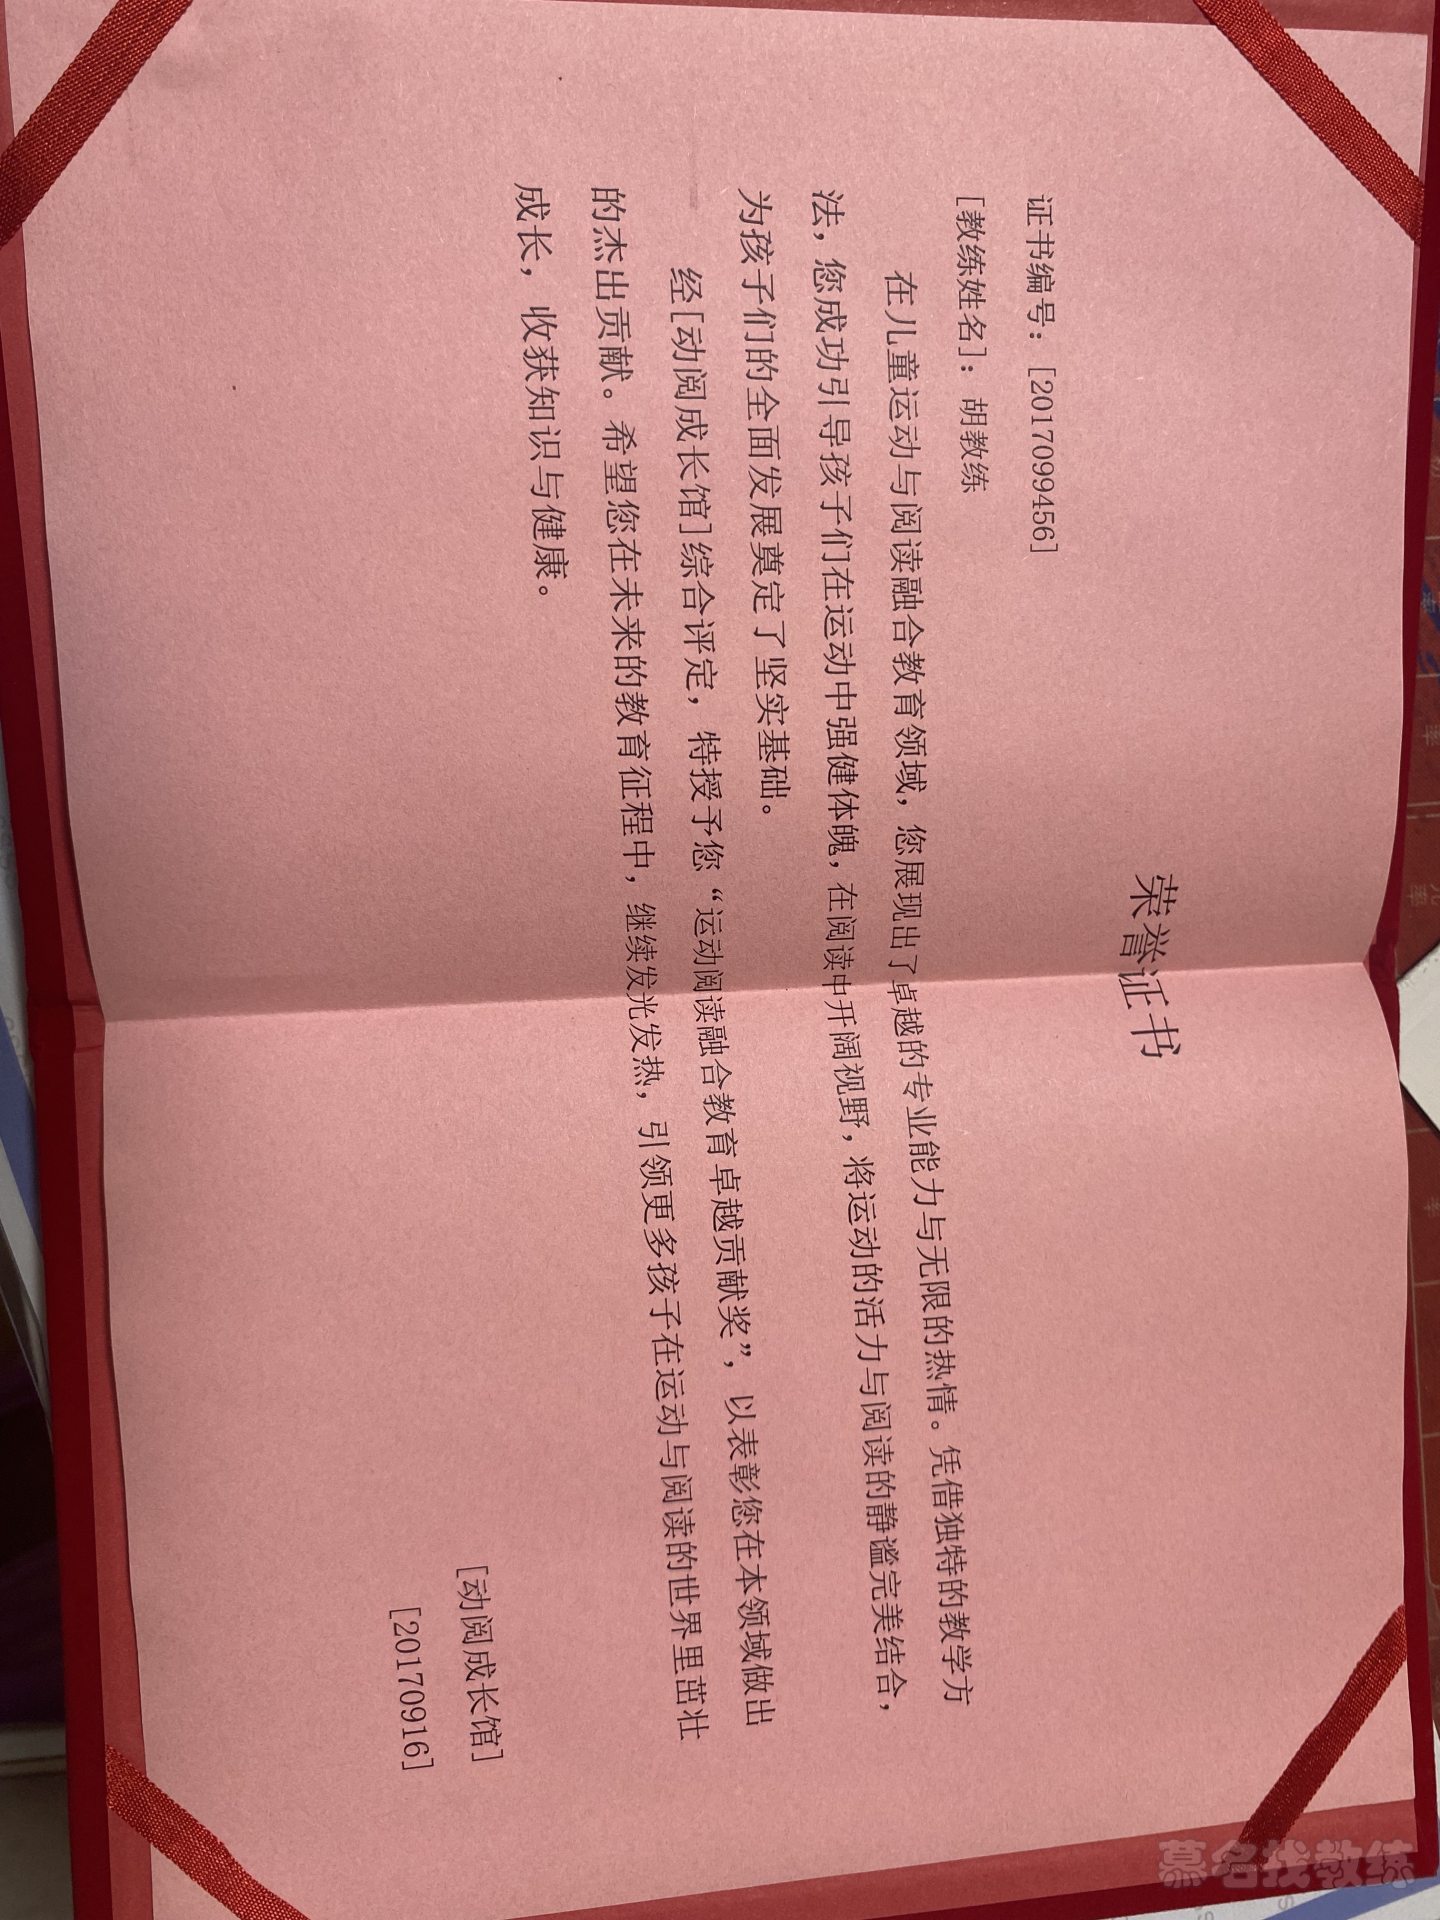 荣誉证书
证书编号：[2017099456]
[教练姓名]：胡教练
在儿童运动与阅读融合教育领域，您展现出了卓越的专业能力与无限的热情。凭借独特的教学方
法，您成功引导孩子们在运动中强健体魄，在阅读中开阔视野，将运动的活力与阅读的静谧完美结合，
为孩子们的全面发展奠定了坚实基础。
经[动阅成长馆]综合评定，特授予您“运动阅读融合教育卓越贡献奖”，以表彰您在本领域做出
的杰出贡献。希望您在未来的教育征程中，继续发光发热，引领更多孩子在运动与阅读的世界里茁壮
成长，收获知识与健康。
[动阅成长馆]
[20170916]
慕名找教练